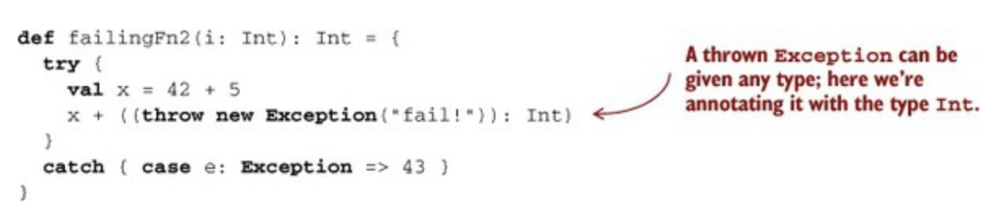 def failingFn2(i: Int): Int = {
try {
val x = 42 + 5
x + ((throw new Exception("fail!")): Int)
}
catch { case e: Exception => 43 }
}
A thrown Exception can be
given any type; here we're
annotating it with the type Int.